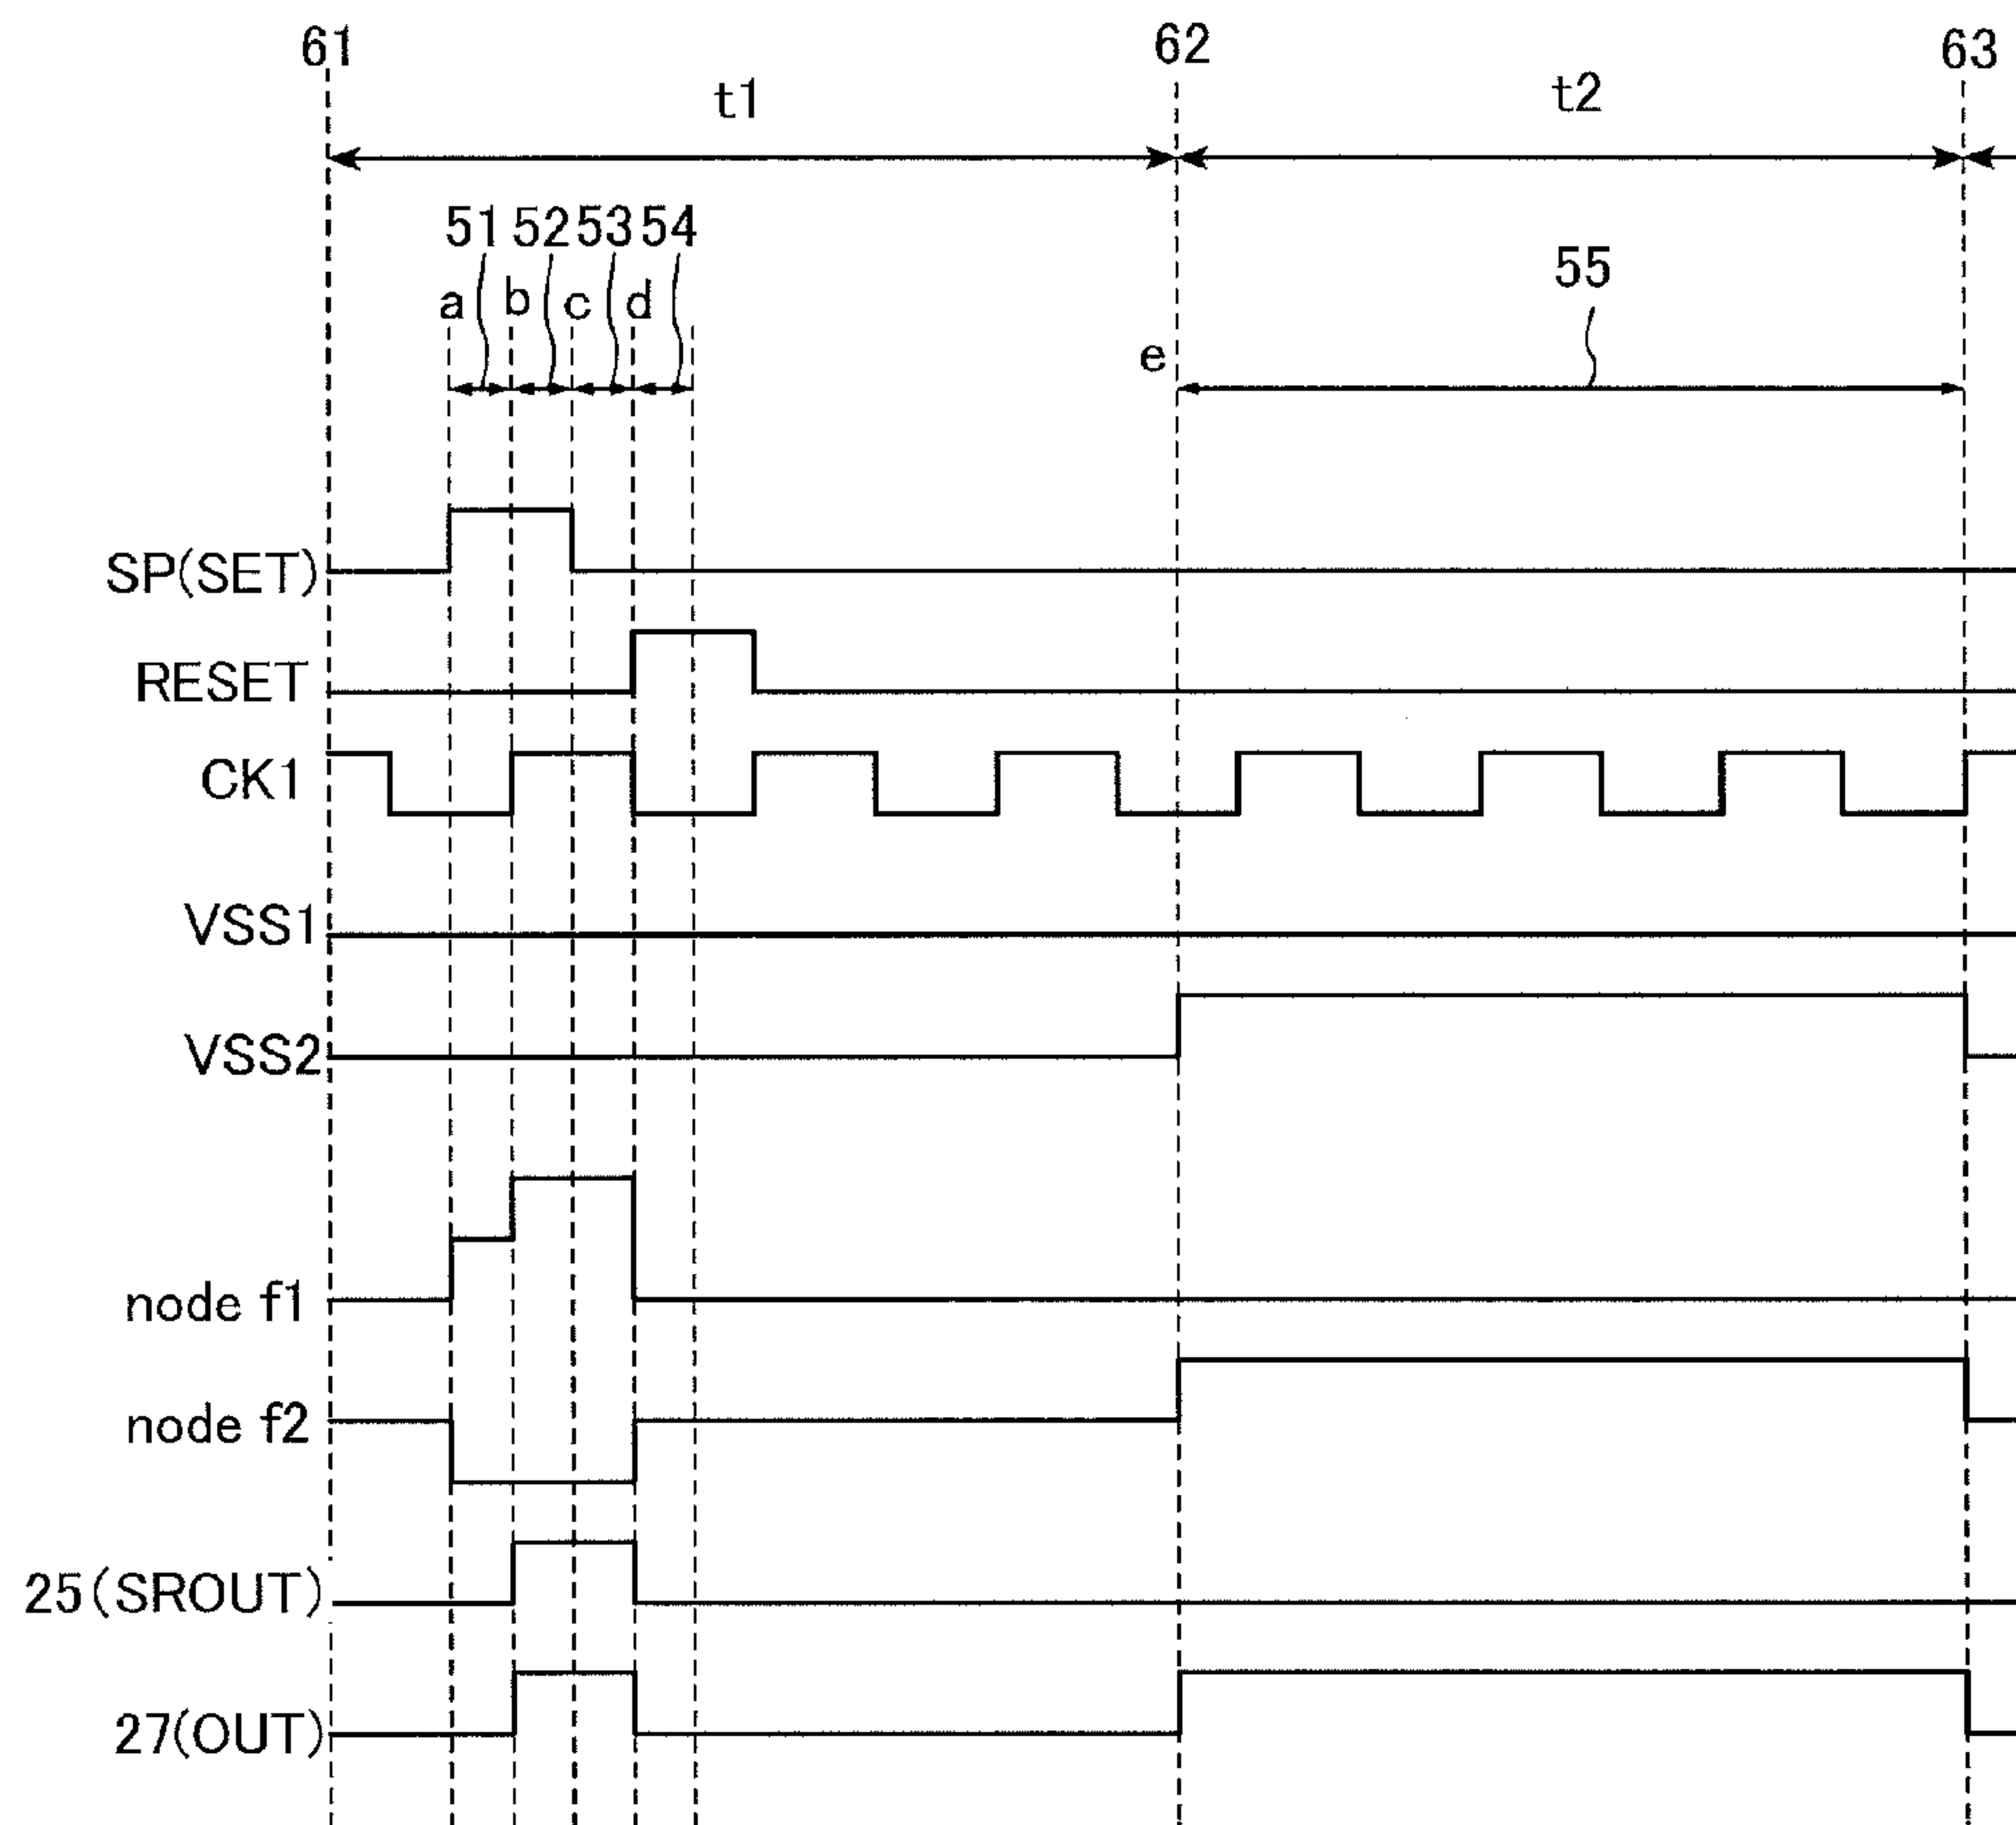 61 62 63
t1 t2
51 52 53 54
55
a b c d
e
SP(SET)
RESET
CK1
VSS1
VSS2
node f1
node f2
25(SROUT)
27(OUT)